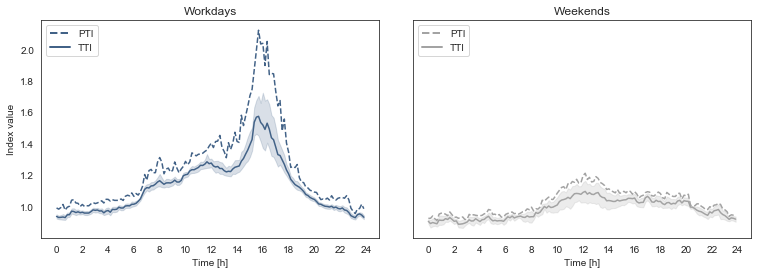 Workdays
PTI
TTI
2.0
1.8
1.6
1.4
1.2
1.0
Index value
0 2 4 6 8 10 12 14 16 18 20 22 24
Time [h]
Weekends
PTI
TTI
0 2 4 6 8 10 12 14 16 18 20 22 24
Time [h]